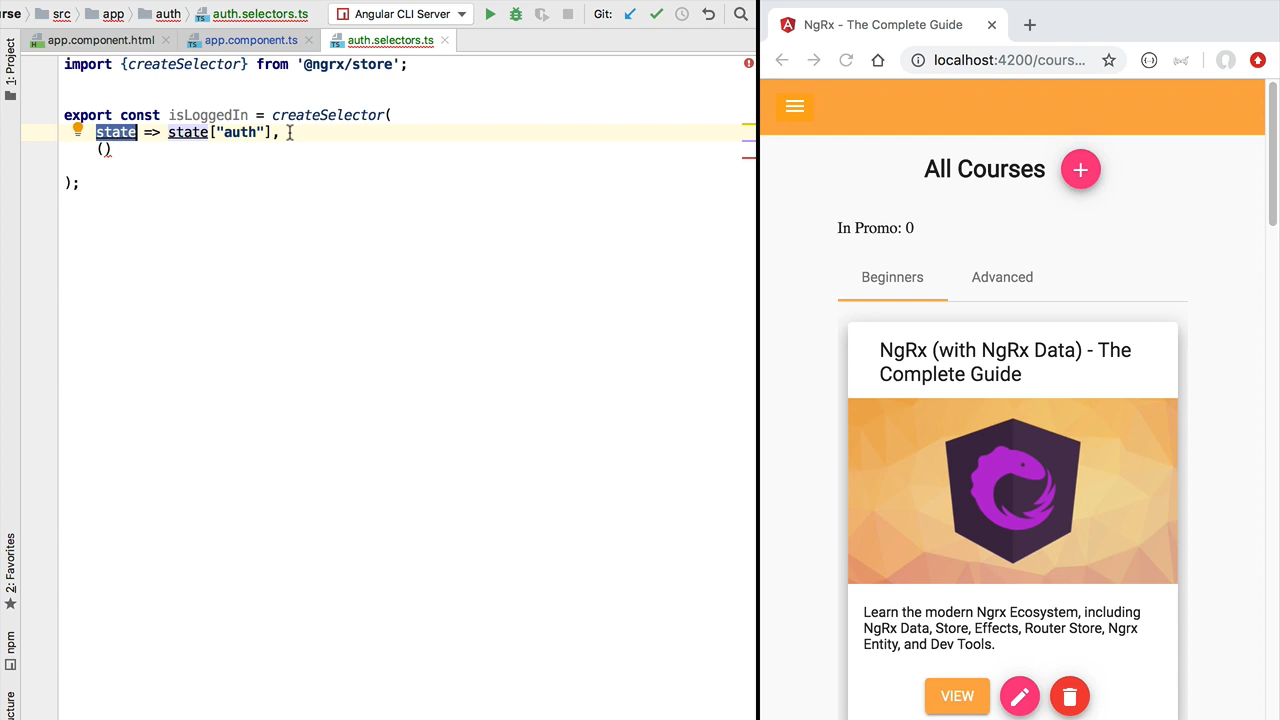 rse src app auth auth.selectors.ts Angular CLI Server Git:
app.component.html app.component.ts auth.selectors.ts
1: Project
2: Favorites
npm
cture
import {createSelector} from '@ngrx/store';
export const isLoggedIn = createSelector(
state => state["auth"],
()
);
NgRx - The Complete Guide
localhost:4200/cours...
All Courses
In Promo: 0
Beginners Advanced
NgRx (with NgRx Data) - The
Complete Guide
Learn the modern Ngrx Ecosystem, including
NgRx Data, Store, Effects, Router Store, Ngrx
Entity, and Dev Tools.
VIEW